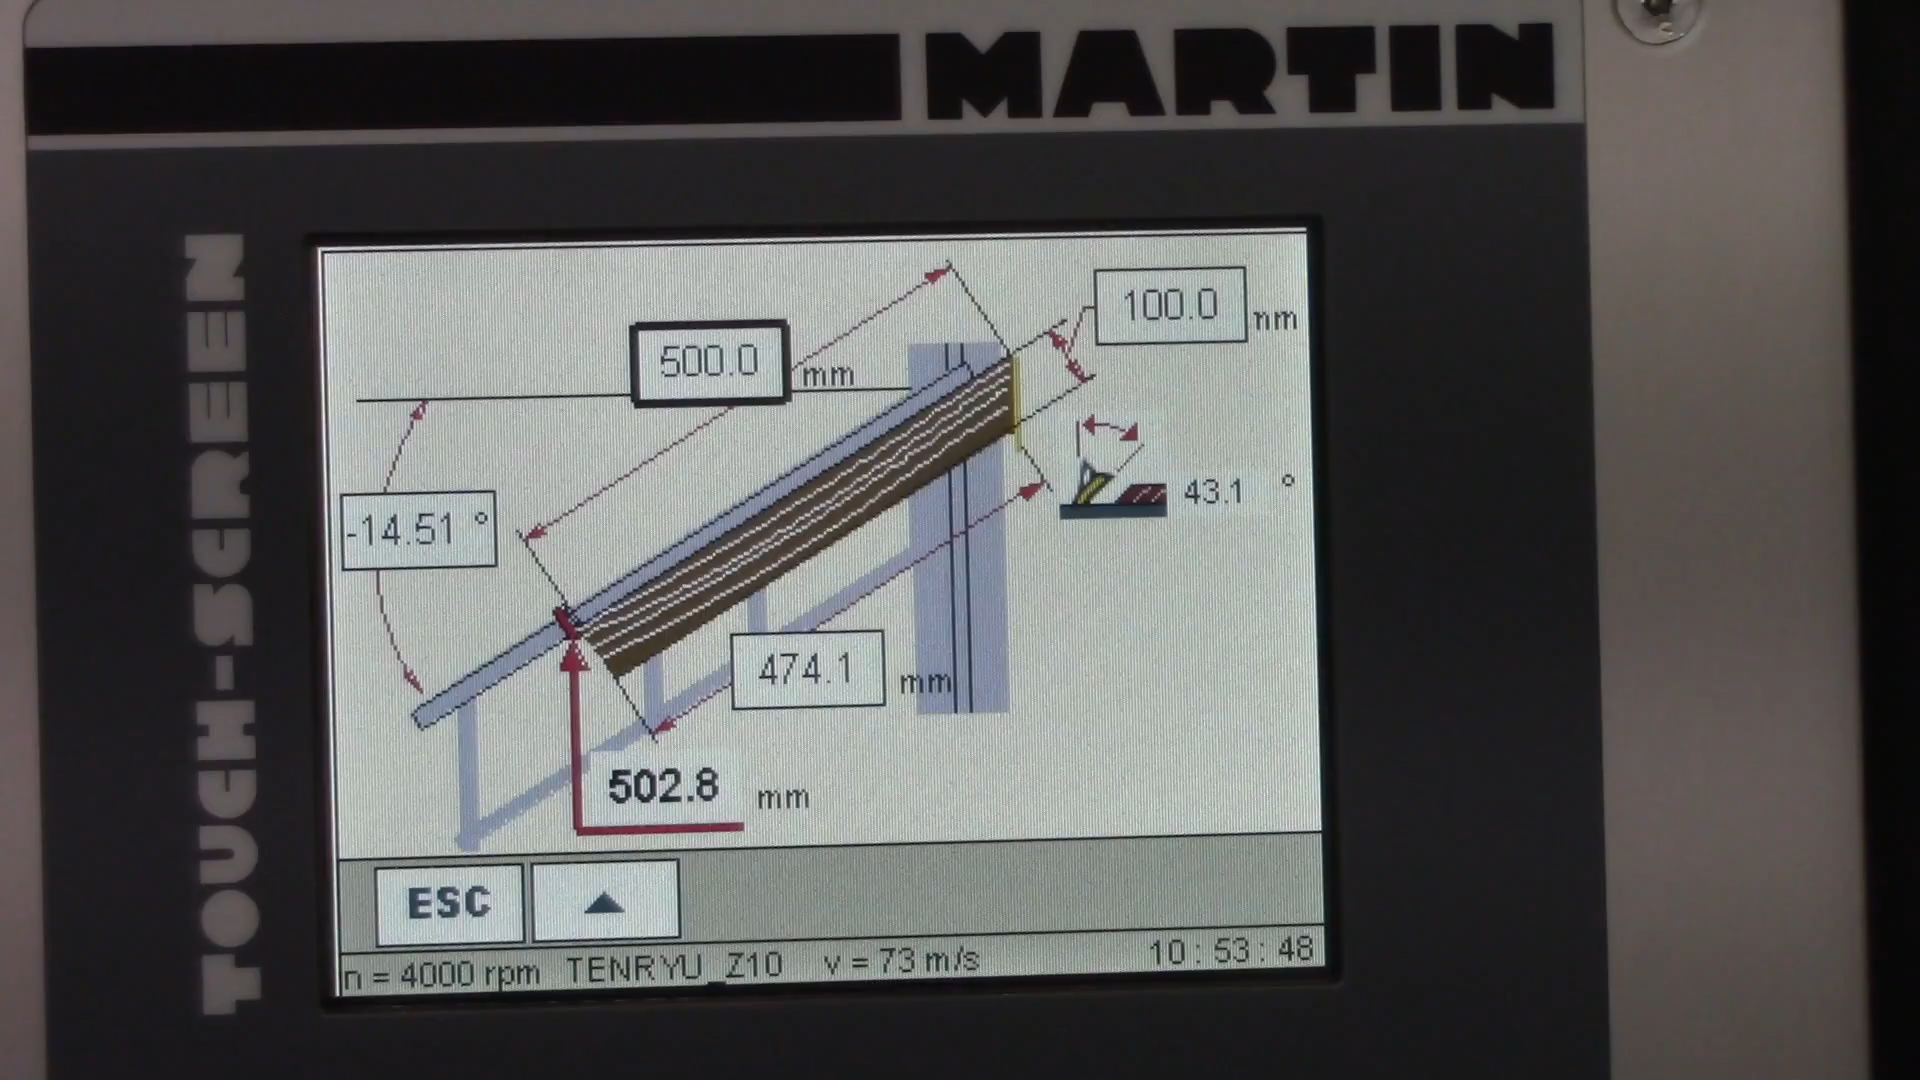 MARTIN
TOUCH-SCREEN
100.0 mm
500.0 mm
-14.51 °
43.1 °
474.1 mm
502.8 mm
ESC
n = 4000 rpm TENRYU_Z10 v = 73 m/s 10 : 53 : 48